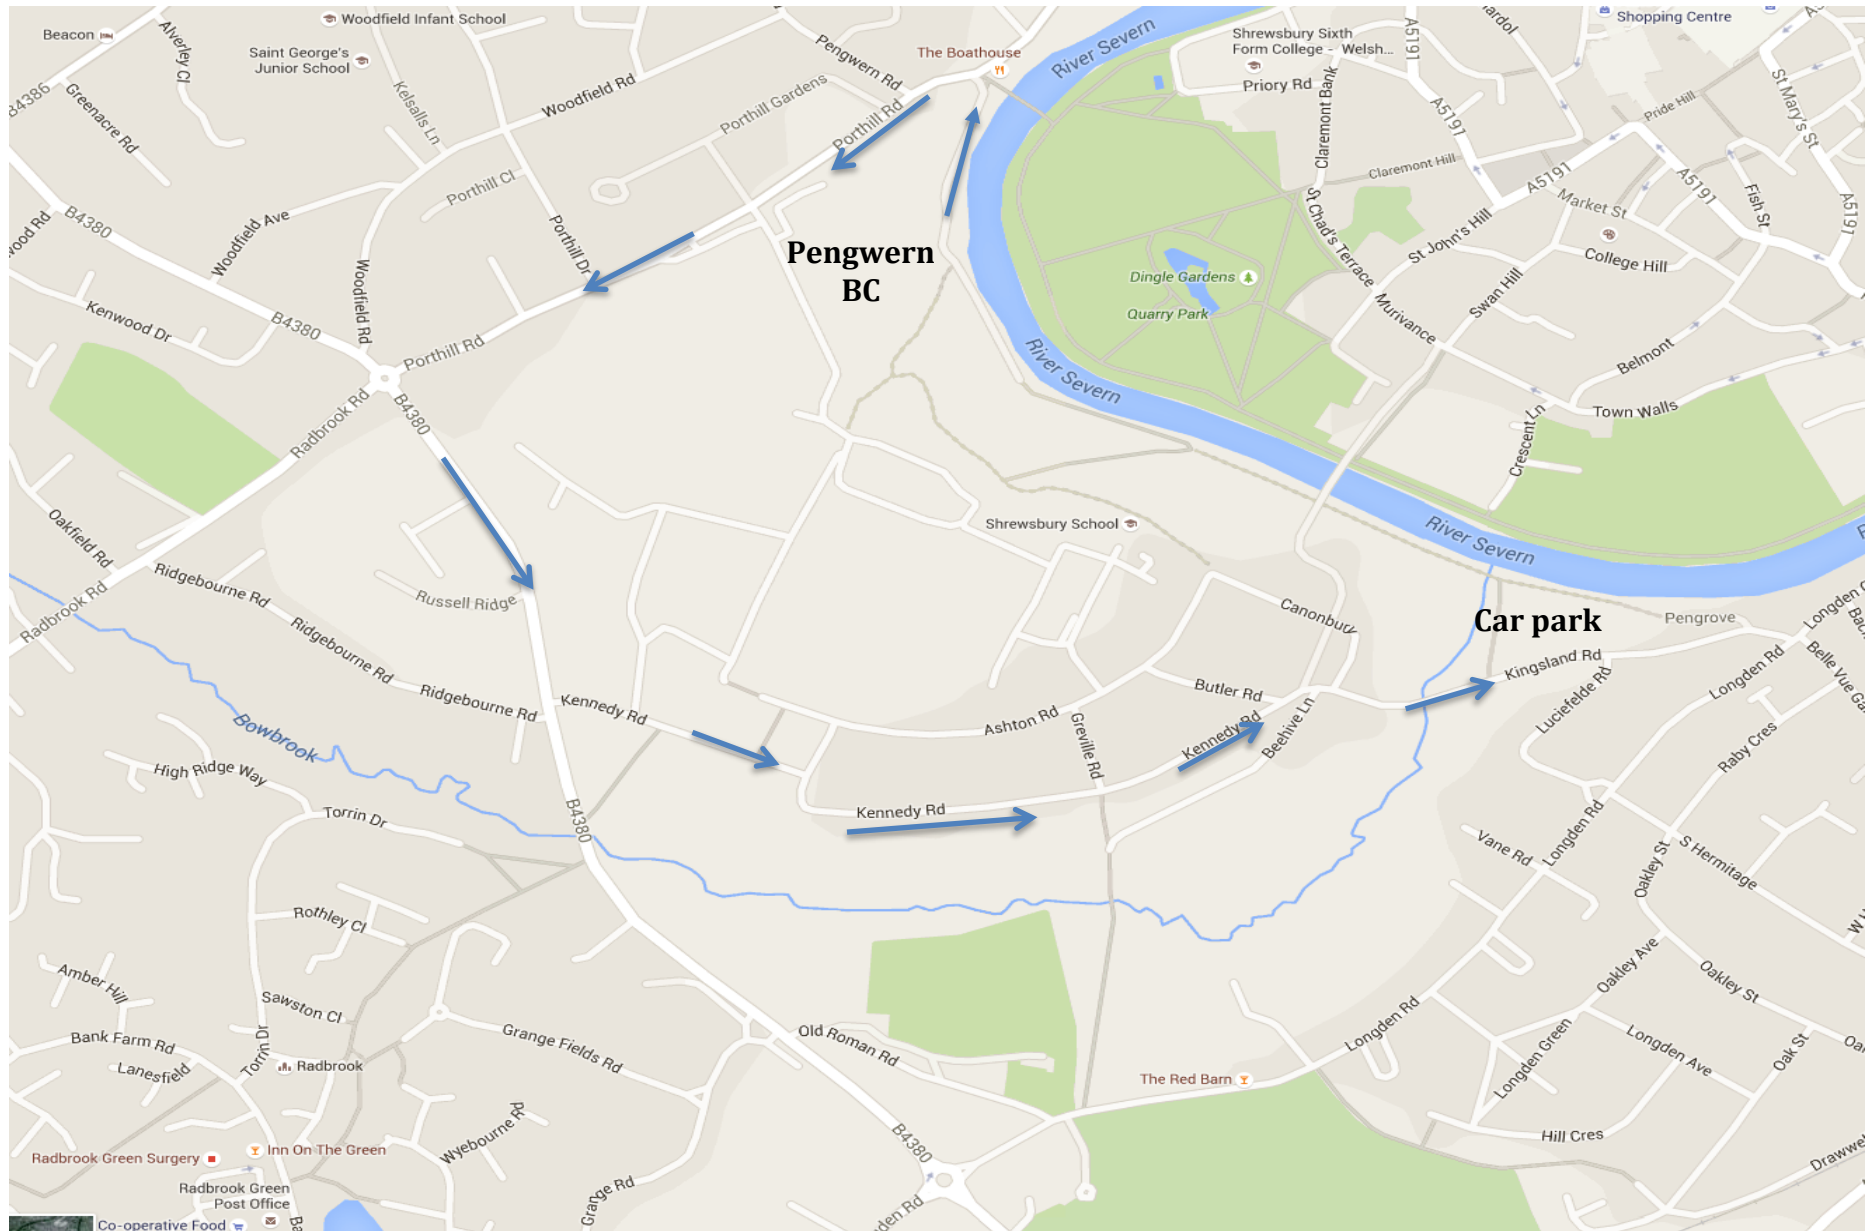 Woodfield Infant School
Beacon
Alverley Cl
Saint George's
Junior School
B4386
Greenacre Rd
Kelsalls Ln
Woodfield Rd
Pengwern Rd
Porthill Gardens
Porthill Rd
The Boathouse
River Severn
Shrewsbury Sixth
Form College - Welsh...
Priory Rd
Claremont Bank
A5191
A5191
Shopping Centre
Pride Hill
St Mary's St
Claremont Hill
A5191
A5191
Market St
Fish St
A5191
College Hill
St John's Hill
St Chad's Terrace
Murivance
Swan Hill
Belmont
Town Walls
Crescent Ln
Dingle Gardens
Quarry Park
River Severn
Porthill Cl
Porthill Dr
B4380
Woodfield Ave
Woodfield Rd
Kenwood Dr
B4380
Porthill Rd
Pengwern
BC
Radbrook Rd
B4380
Oakfield Rd
Radbrook Rd
Ridgebourne Rd
Ridgebourne Rd
Ridgebourne Rd
Russell Ridge
Shrewsbury School
River Severn
Canonbury
Car park
Pengrove
Kingsland Rd
Longden Rd
Luciefelde Rd
Raby Cres
Kennedy Rd
Butler Rd
Ashton Rd
Greville Rd
Kennedy Rd
Beehive Ln
Kennedy Rd
Bowbrook
High Ridge Way
Torrin Dr
B4380
Vane Rd
Longden Rd
Oakley St
S Hermitage
Rothley Cl
Amber Hill
Sawston Cl
Bank Farm Rd
Lanesfield
Torrin Dr
Radbrook
Grange Fields Rd
Old Roman Rd
The Red Barn
Longden Rd
Oakley Ave
Oakley St
Longden Green
Longden Ave
Oak St
Hill Cres
Wyebourne Rd
B4380
Radbrook Green Surgery
Inn On The Green
Radbrook Green
Post Office
Grange Rd
Co-operative Food